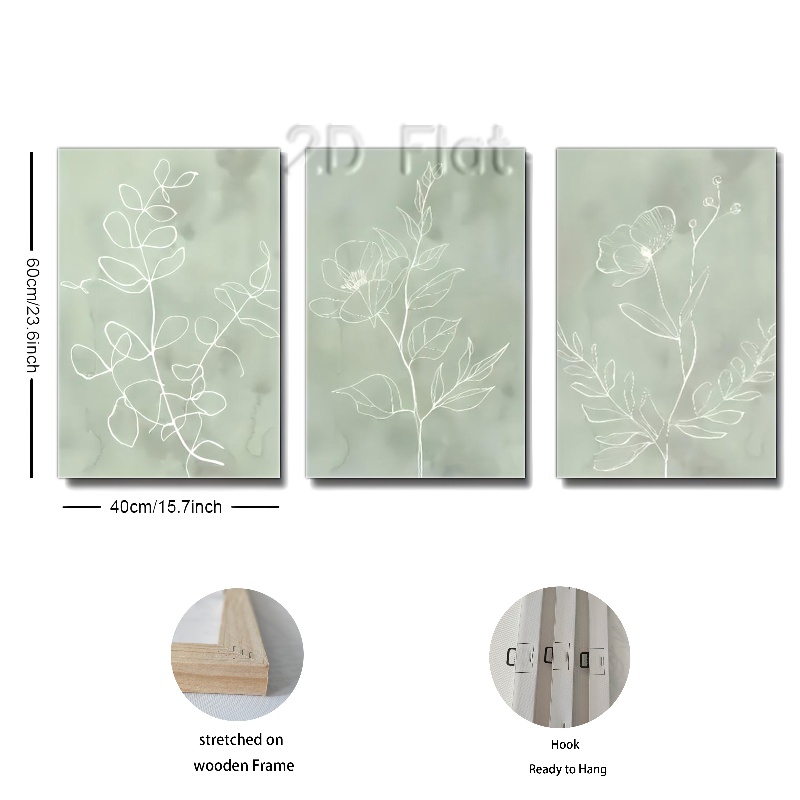 2D Flat
60cm/23.6inch
40cm/15.7inch
stretched on
wooden Frame
Hook
Ready to Hang